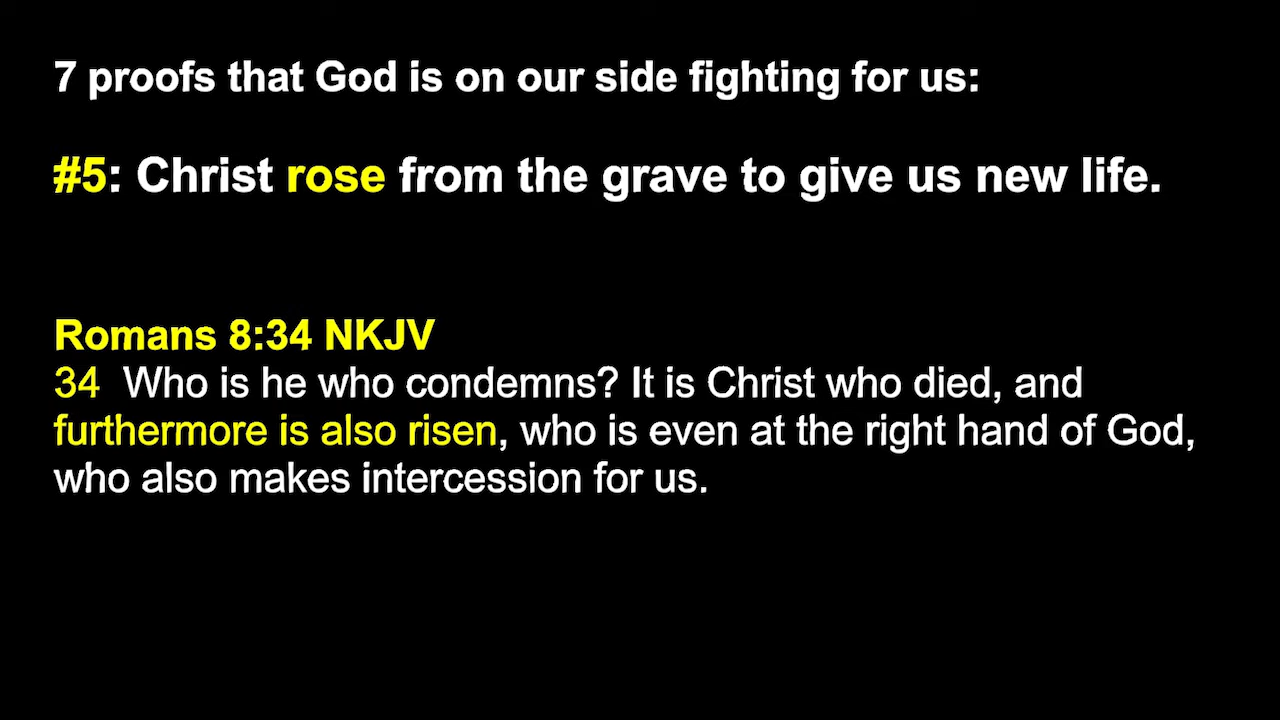 7 proofs that God is on our side fighting for us:
#5: Christ rose from the grave to give us new life.
Romans 8:34 NKJV
34 Who is he who condemns? It is Christ who died, and
furthermore is also risen, who is even at the right hand of God,
who also makes intercession for us.